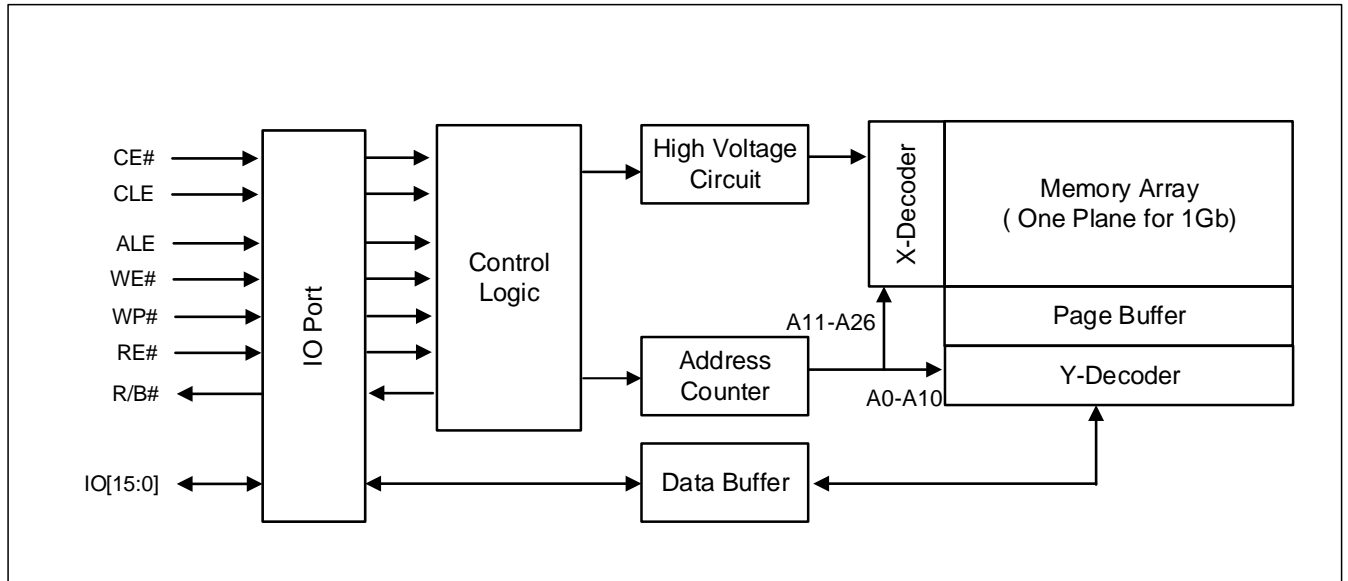 CE#
CLE
ALE
WE#
WP#
RE#
R/B#
IO[15:0]
IO Port
Control
Logic
High Voltage
Circuit
Address
Counter
Data Buffer
A11-A26
A0-A10
X-Decoder
Memory Array
( One Plane for 1Gb)
Page Buffer
Y-Decoder